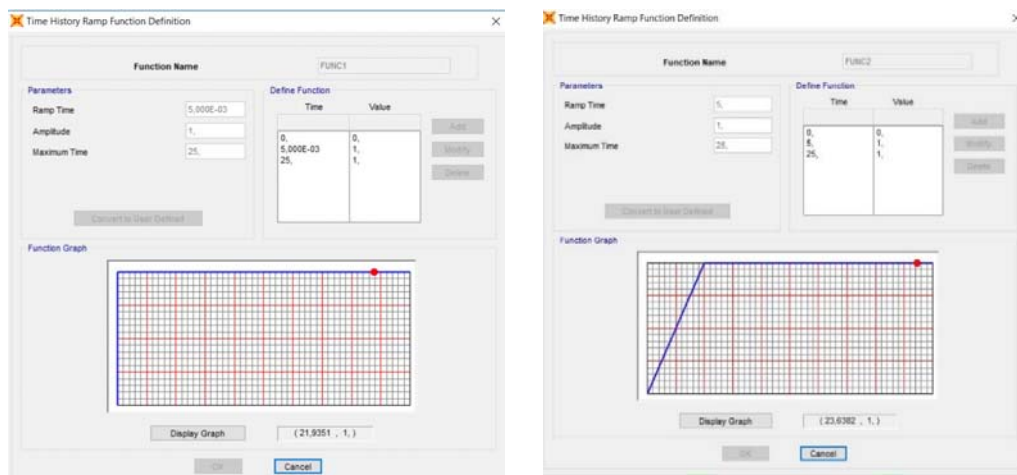 Time History Ramp Function Definition
Function Name
FUNC1
Parameters
Ramp Time
5,000E-03
Amplitude
1,
Maximum Time
25,
Convert to User Defined
Define Function
Time Value
0, 0,
5,000E-03 1,
25, 1,
Add
Modify
Delete
Function Graph
Display Graph
( 21,9351 , 1, )
OK
Cancel
Time History Ramp Function Definition
Function Name
FUNC2
Parameters
Ramp Time
5,
Amplitude
1,
Maximum Time
25,
Convert to User Defined
Define Function
Time Value
0, 0,
5, 1,
25, 1,
Add
Modify
Delete
Function Graph
Display Graph
( 23,6382 , 1, )
OK
Cancel